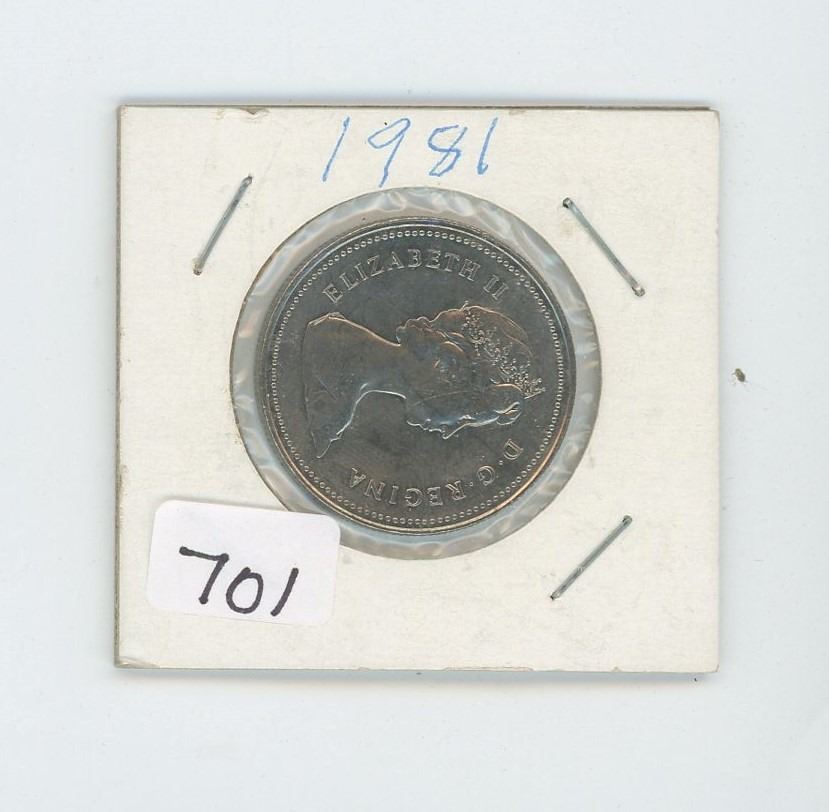 1981
ELIZABETH II
D·G·REGINA
701